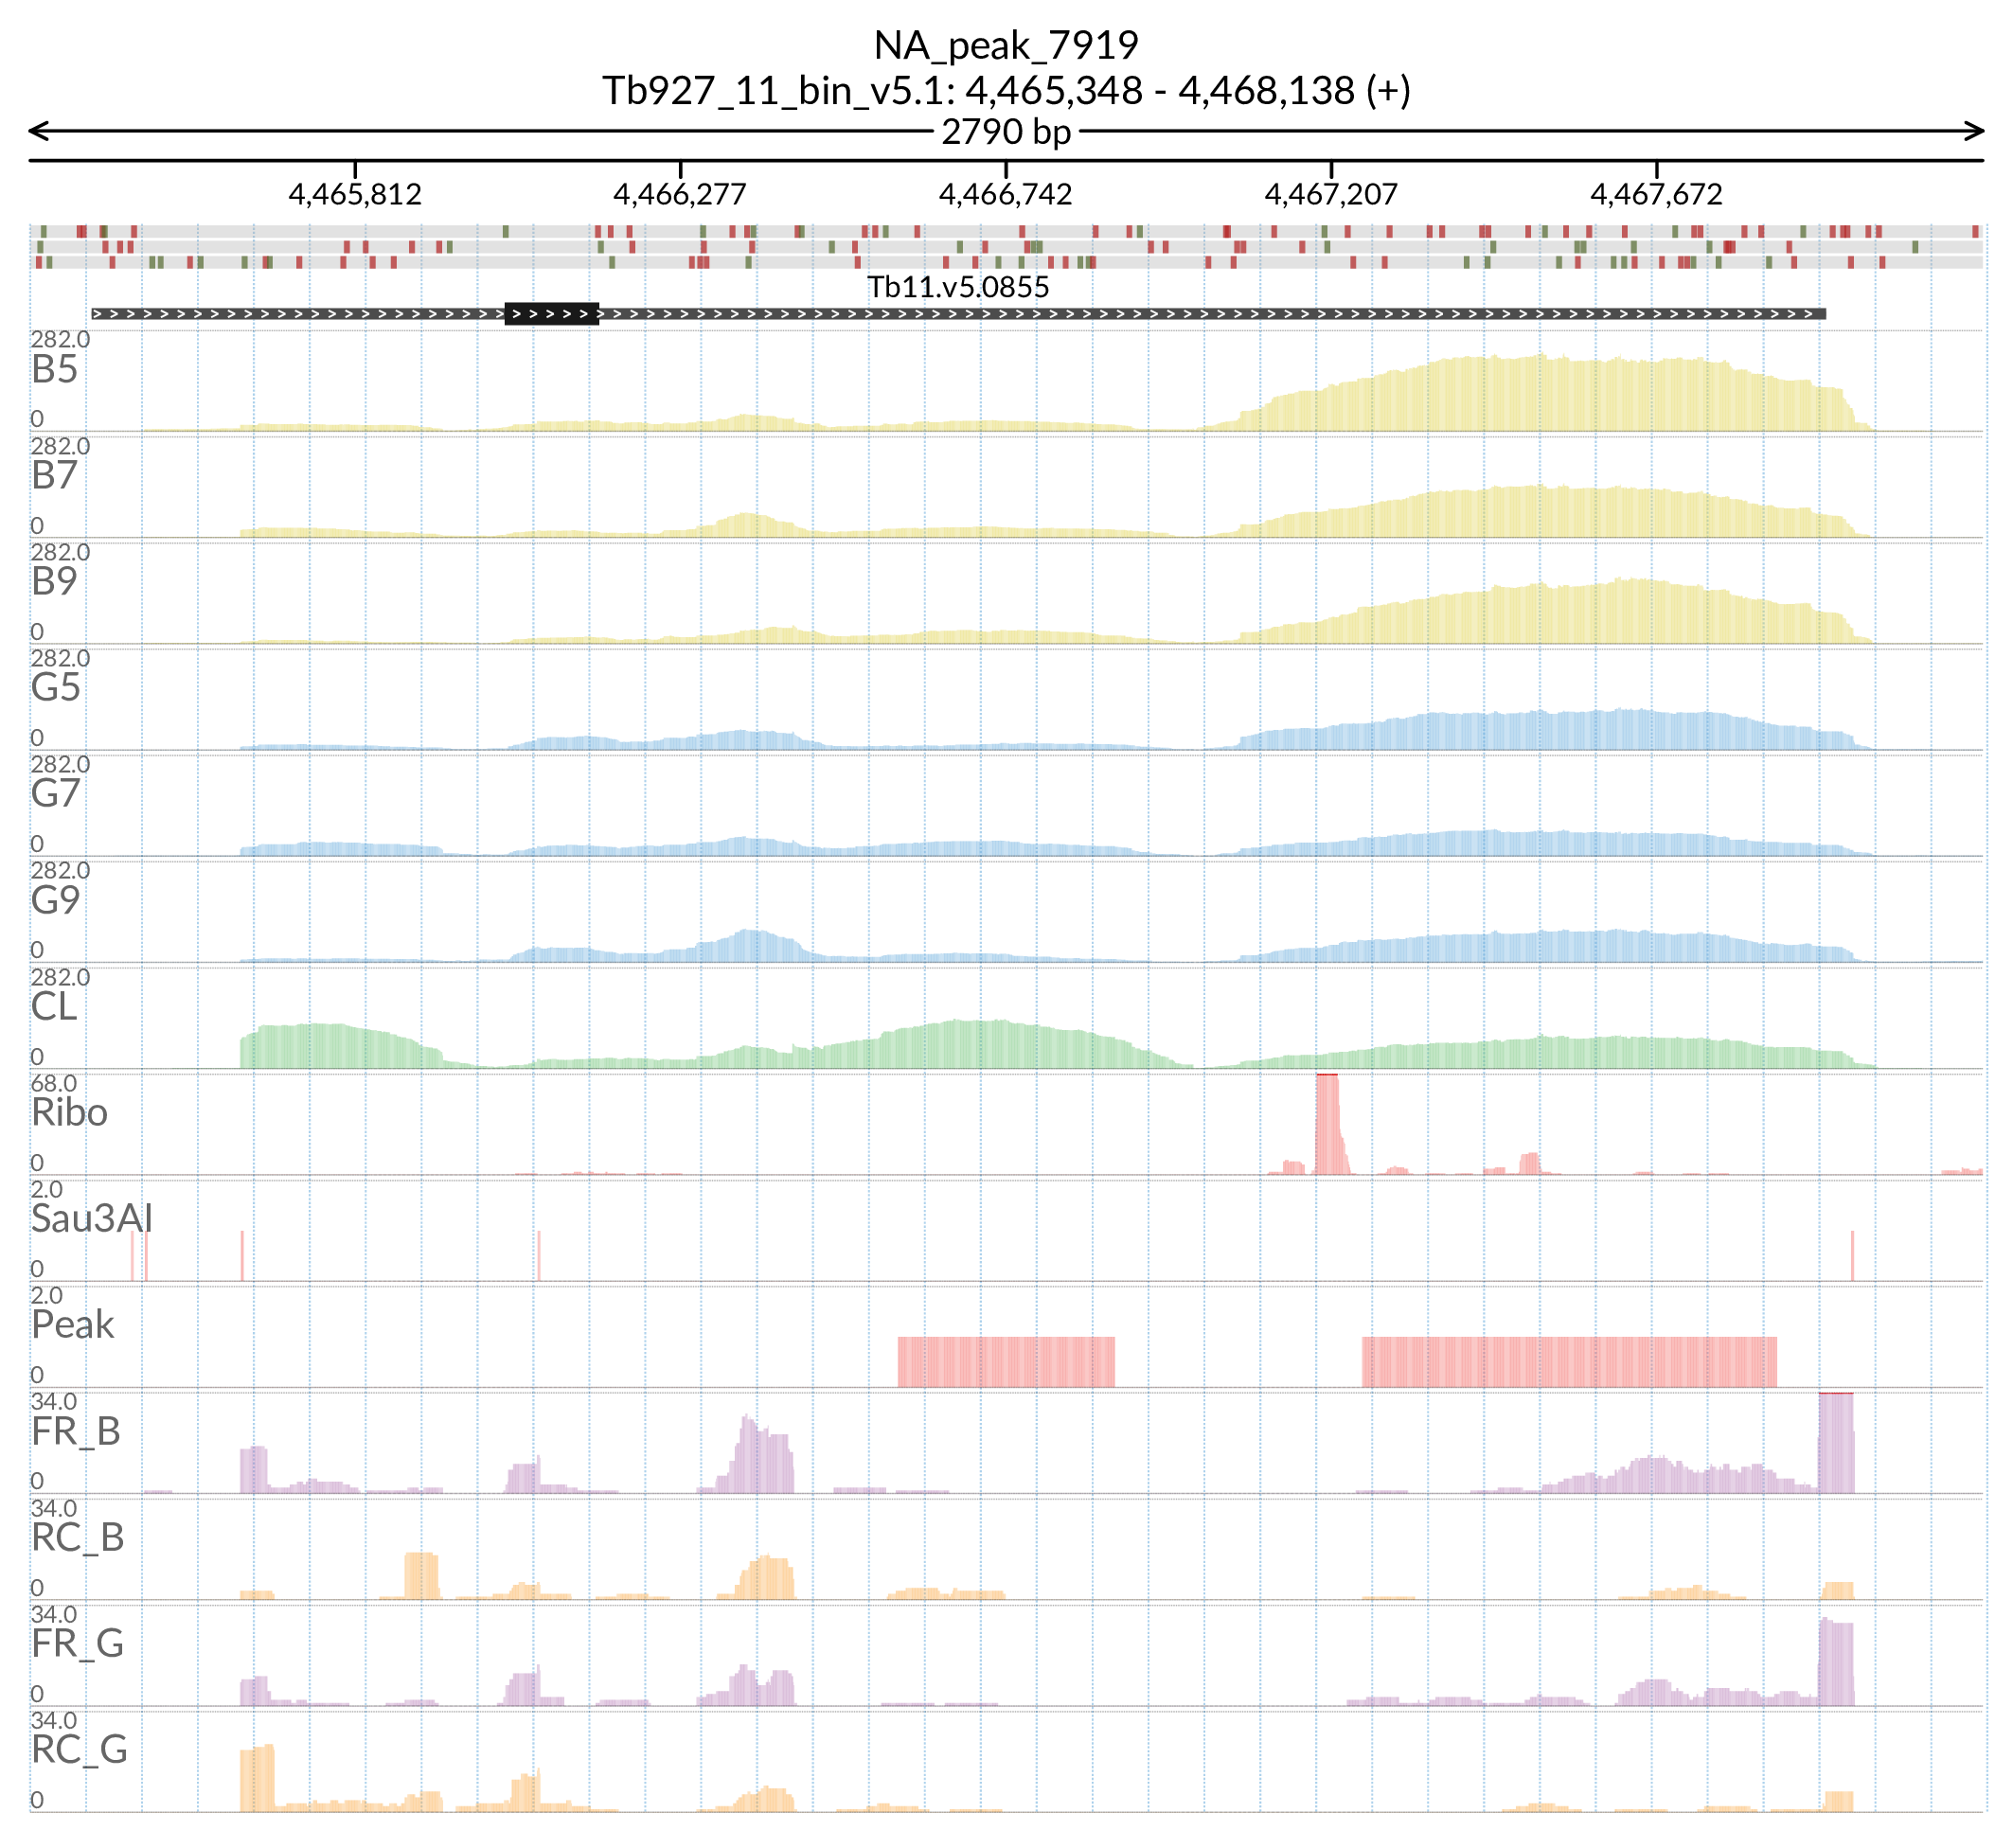 NA_peak_7919
Tb927_11_bin_v5.1: 4,465,348 - 4,468,138 (+)
2790 bp
4,465,812 4,466,277 4,466,742 4,467,207 4,467,672
Tb11.v5.0855
282.0
B5
0
282.0
B7
0
282.0
B9
0
282.0
G5
0
282.0
G7
0
282.0
G9
0
282.0
CL
0
68.0
Ribo
0
2.0
Sau3AI
0
2.0
Peak
0
34.0
FR_B
0
34.0
RC_B
0
34.0
FR_G
0
34.0
RC_G
0